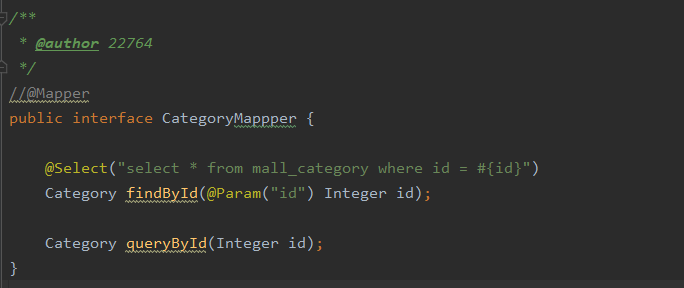 /**
 * @author 22764
 */
//@Mapper
public interface CategoryMappper {
@Select("select * from mall_category where id = #{id}")
Category findById(@Param("id") Integer id);
Category queryById(Integer id);
}